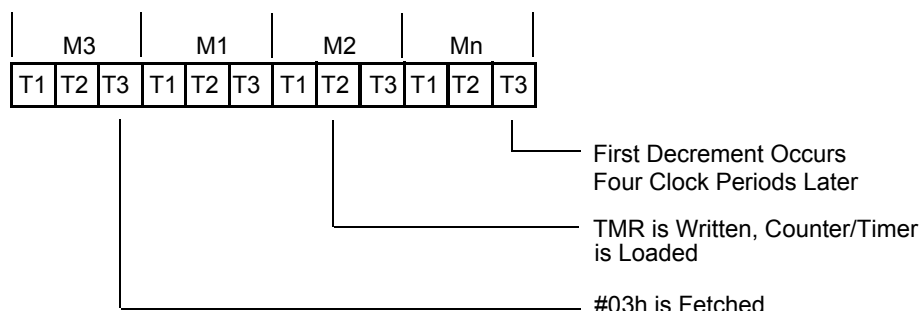 M3 M1 M2 Mn
T1 T2 T3 T1 T2 T3 T1 T2 T3 T1 T2 T3
First Decrement Occurs
Four Clock Periods Later
TMR is Written, Counter/Timer
is Loaded
#03h is Fetched